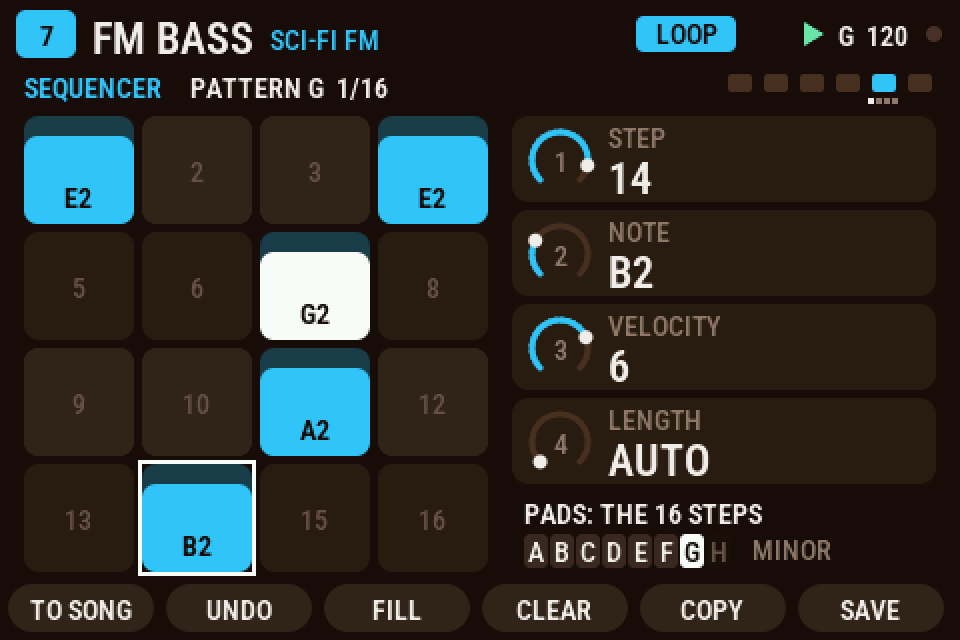 7 FM BASS SCI-FI FM LOOP G 120
SEQUENCER PATTERN G 1/16
E2 2 3 E2
5 6 G2 8
9 10 A2 12
13 B2 15 16
1 STEP
14
2 NOTE
B2
3 VELOCITY
6
4 LENGTH
AUTO
PADS: THE 16 STEPS
A B C D E F G H MINOR
TO SONG UNDO FILL CLEAR COPY SAVE